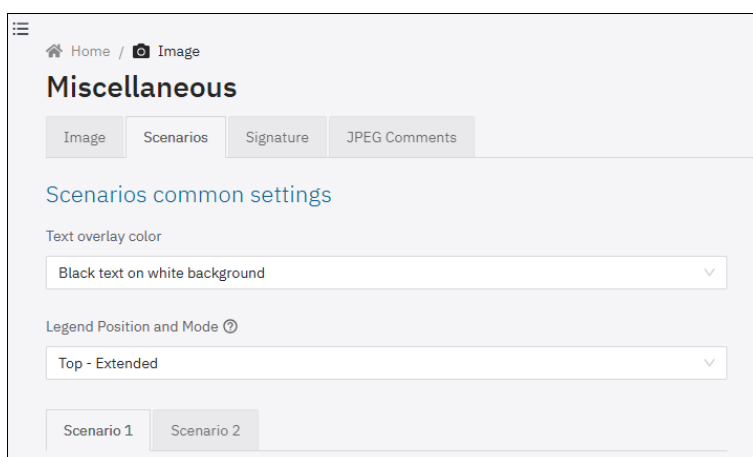 Home / Image
Miscellaneous
Image Scenarios Signature JPEG Comments
Scenarios common settings
Text overlay color
Black text on white background
Legend Position and Mode
Top - Extended
Scenario 1 Scenario 2